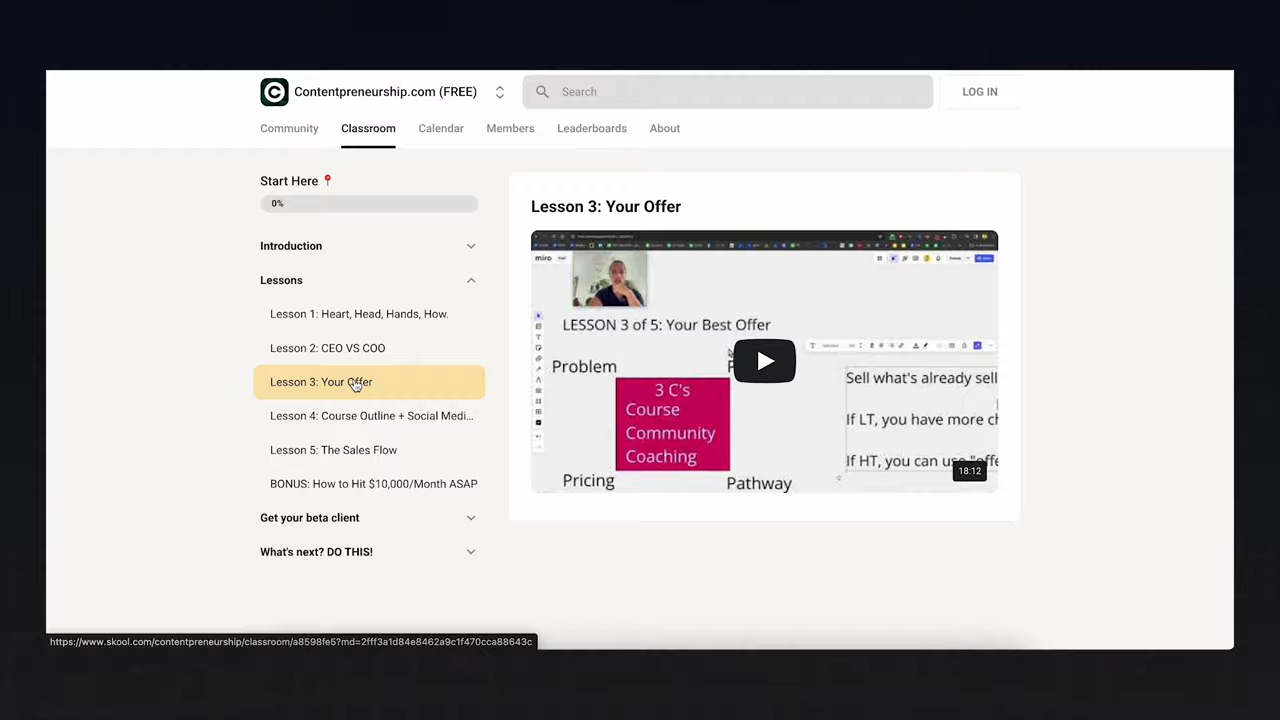 Contentpreneurship.com (FREE)
Search
LOG IN
Community
Classroom
Calendar
Members
Leaderboards
About
Start Here
0%
Introduction
Lessons
Lesson 1: Heart, Head, Hands, How.
Lesson 2: CEO VS COO
Lesson 3: Your Offer
Lesson 4: Course Outline + Social Medi...
Lesson 5: The Sales Flow
BONUS: How to Hit $10,000/Month ASAP
Get your beta client
What's next? DO THIS!
Lesson 3: Your Offer
miro
LESSON 3 of 5: Your Best Offer
Problem
3 C's
Course
Community
Coaching
Pricing
Pathway
Sell what's already sell
If LT, you have more ch
If HT, you can use "offe
18:12
https://www.skool.com/contentpreneurship/classroom/a8598fe5?md=2fff3a1d84e8462a9c1f470cca88643c